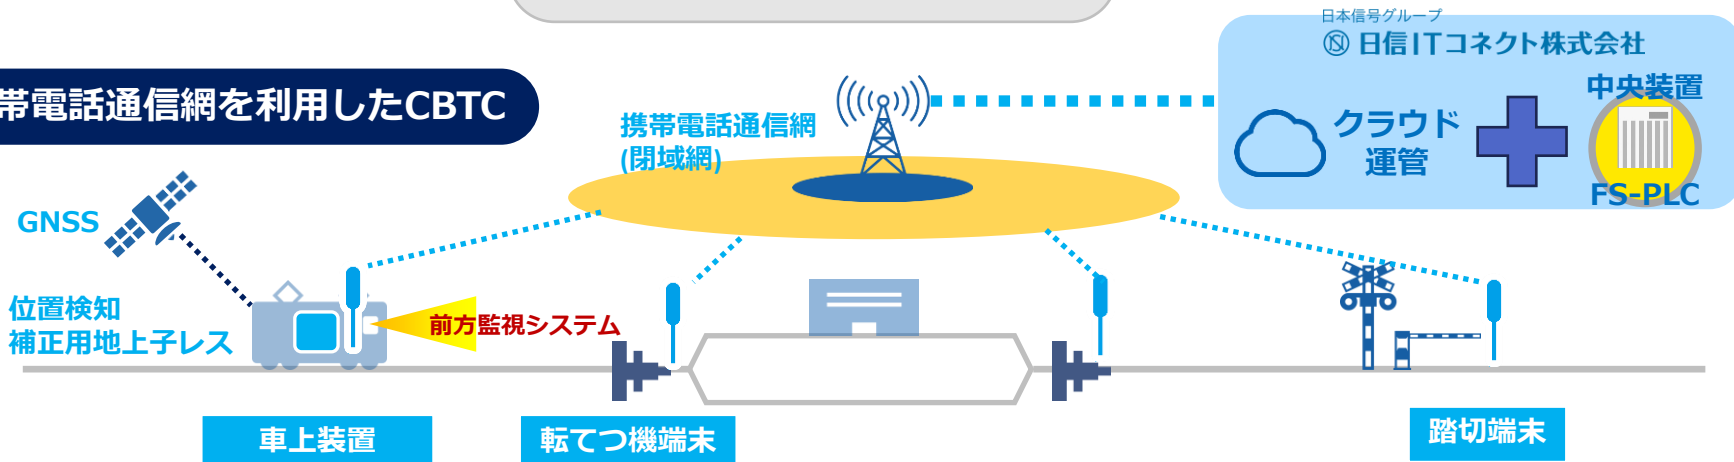 日本信号グループ
日信ITコネクト株式会社
帯電話通信網を利用したCBTC
携帯電話通信網
(閉域網)
クラウド
運管
中央装置
FS-PLC
GNSS
位置検知
補正用地上子レス
前方監視システム
車上装置
転てつ機端末
踏切端末